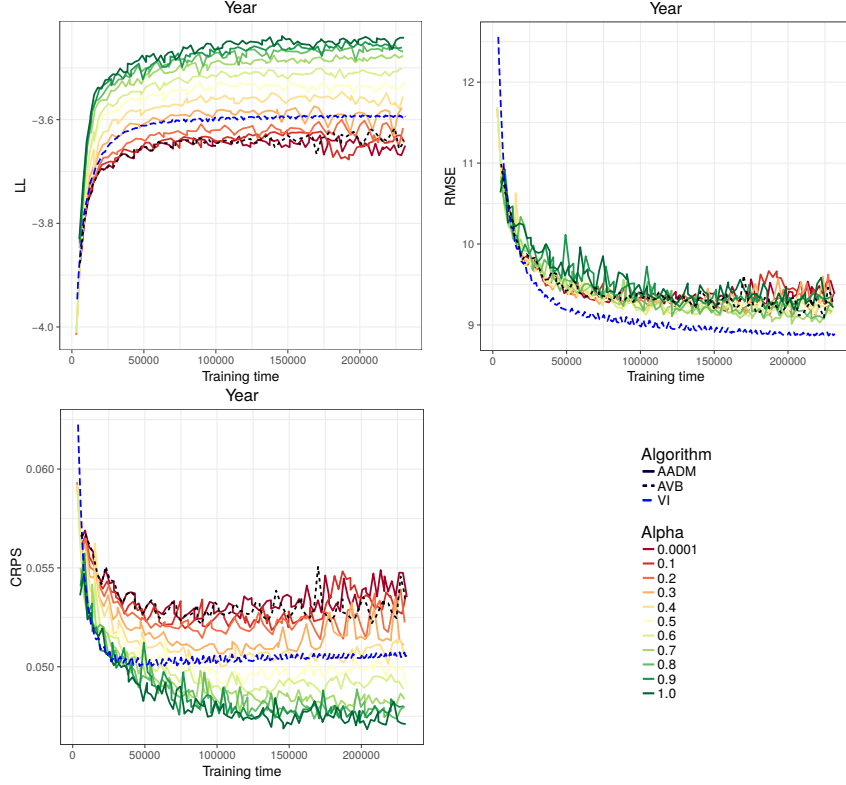 Year
LL
−3.6
−3.8
−4.0
0
50000
100000
150000
200000
Training time
Year
RMSE
12
11
10
9
0
50000
100000
150000
200000
Training time
Year
CRPS
0.060
0.055
0.050
0
50000
100000
150000
200000
Training time
Algorithm
AADM
AVB
VI
Alpha
0.0001
0.1
0.2
0.3
0.4
0.5
0.6
0.7
0.8
0.9
1.0